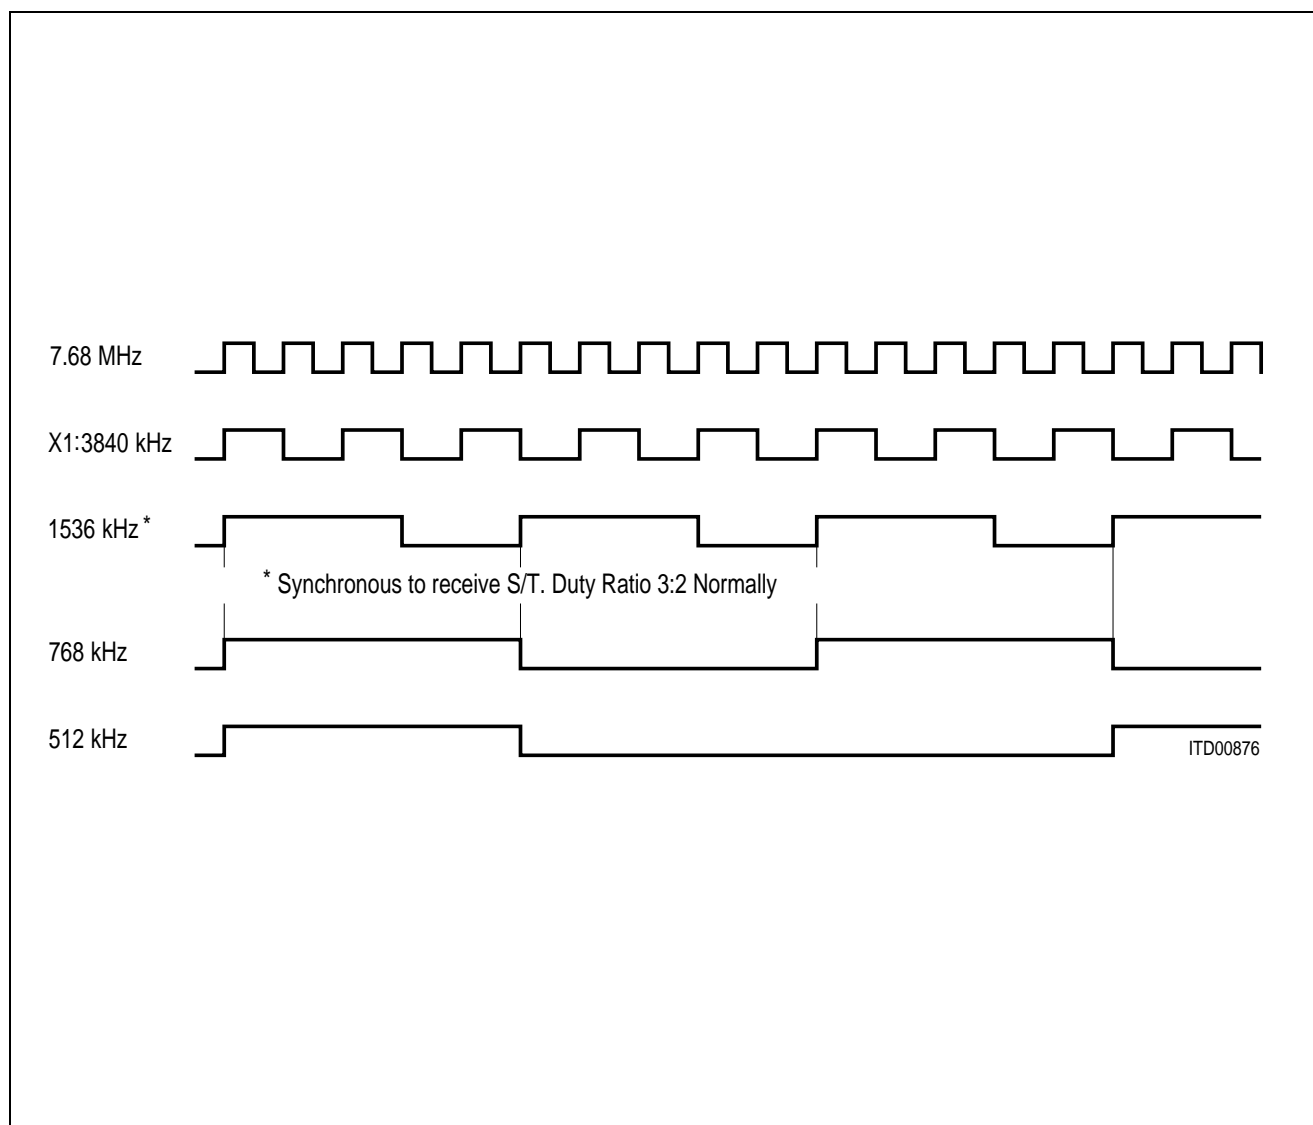 7.68 MHz
X1:3840 kHz
1536 kHz *
* Synchronous to receive S/T. Duty Ratio 3:2 Normally
768 kHz
512 kHz
ITD00876